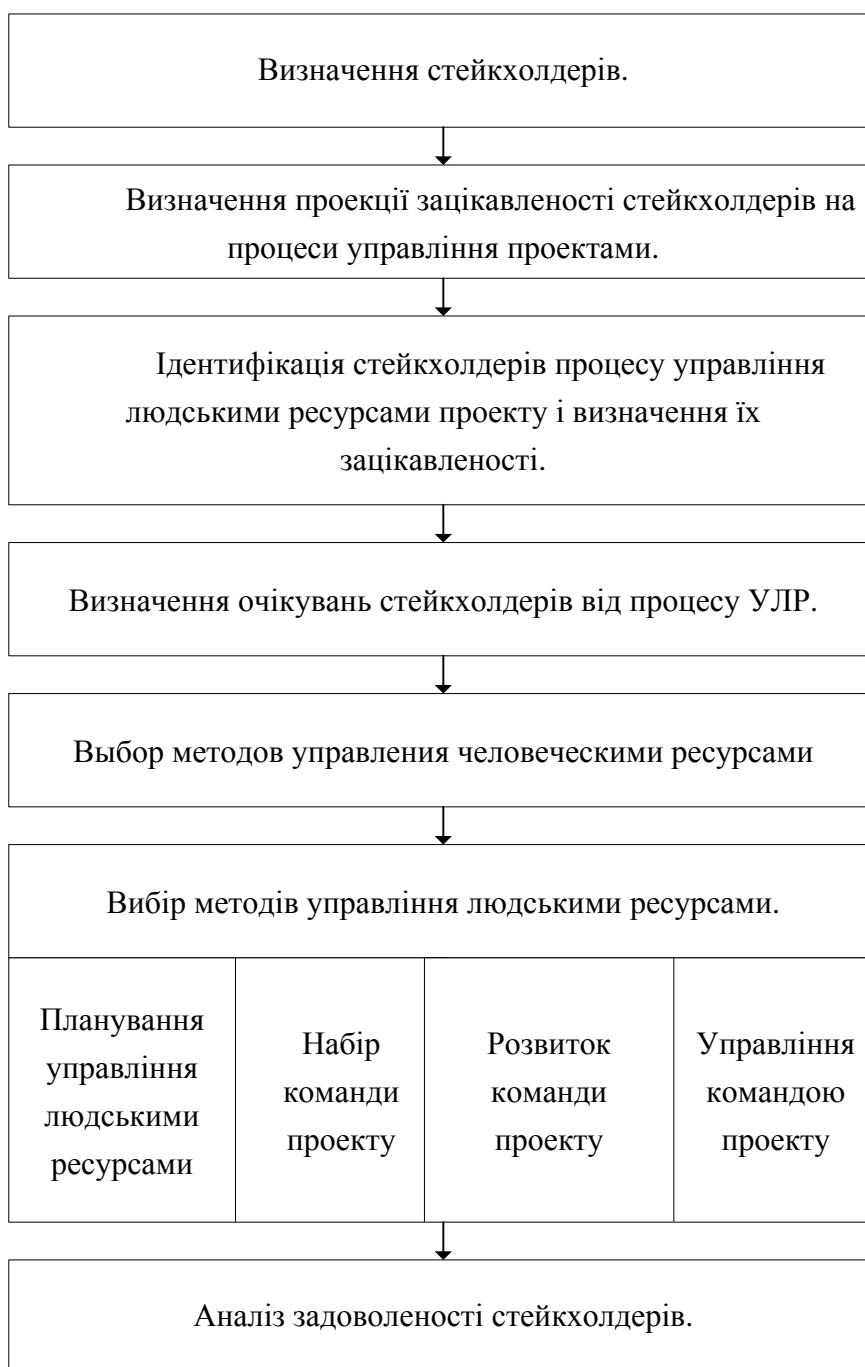 Визначення стейкхолдерів.
Визначення проекції зацікавленості стейкхолдерів на
процеси управління проектами.
Ідентифікація стейкхолдерів процесу управління
людськими ресурсами проекту і визначення їх
зацікавленості.
Визначення очікувань стейкхолдерів від процесу УЛР.
Выбор методов управления человеческими ресурсами
Вибір методів управління людськими ресурсами.
Планування
управління
людськими
ресурсами
Набір
команди
проекту
Розвиток
команди
проекту
Управління
командою
проекту
Аналіз задоволеності стейкхолдерів.